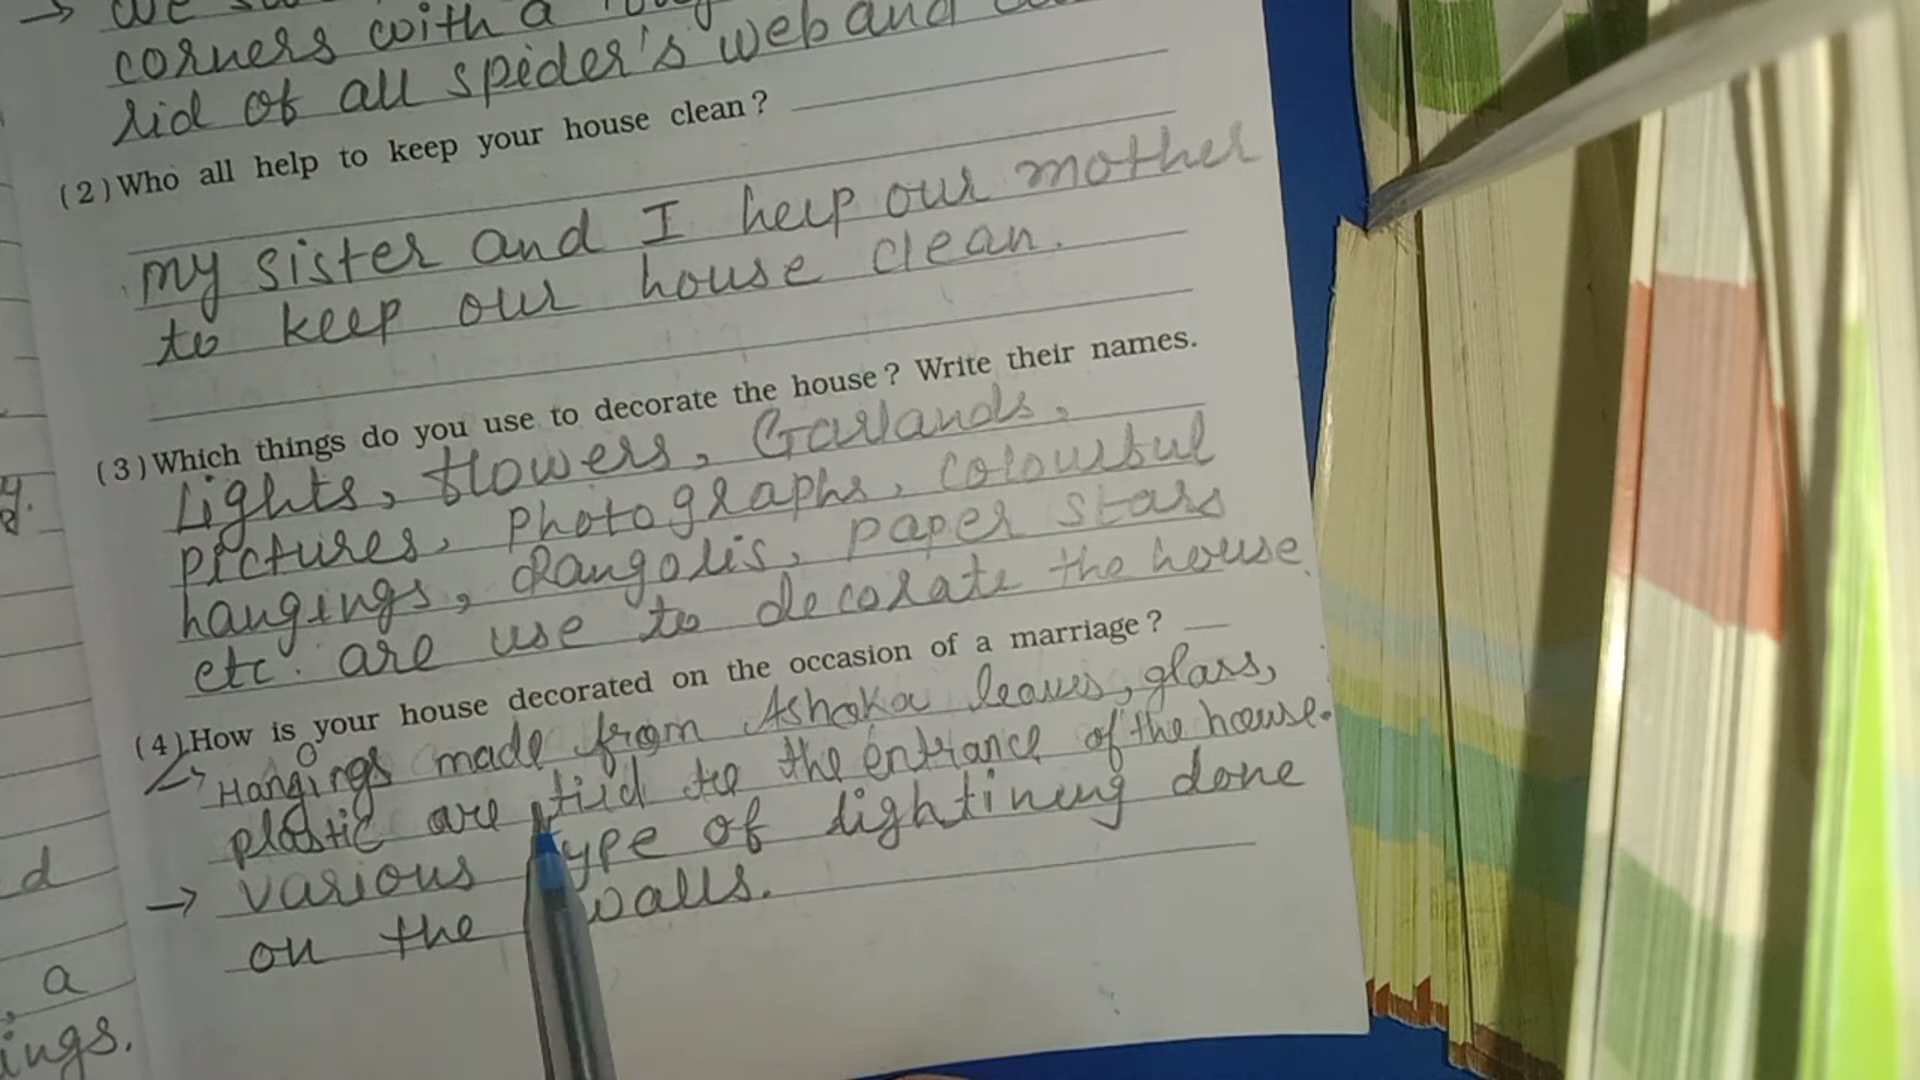 → we
corners with a
rid of all spider's web and
(2) Who all help to keep your house clean?
my sister and I help our mother
to keep our house clean.
(3) Which things do you use to decorate the house? Write their names.
Lights, flowers, Garlands,
pictures, photographs, colourful
hangings, Rangolis, paper stars
etc. are use to decorate the house.
(4) How is your house decorated on the occasion of a marriage?
→ Hangings made from Ashoka leaves, glass,
plastic are tied to the entrance of the house.
→ various type of lightining done
on the walls.
d
a
ings.